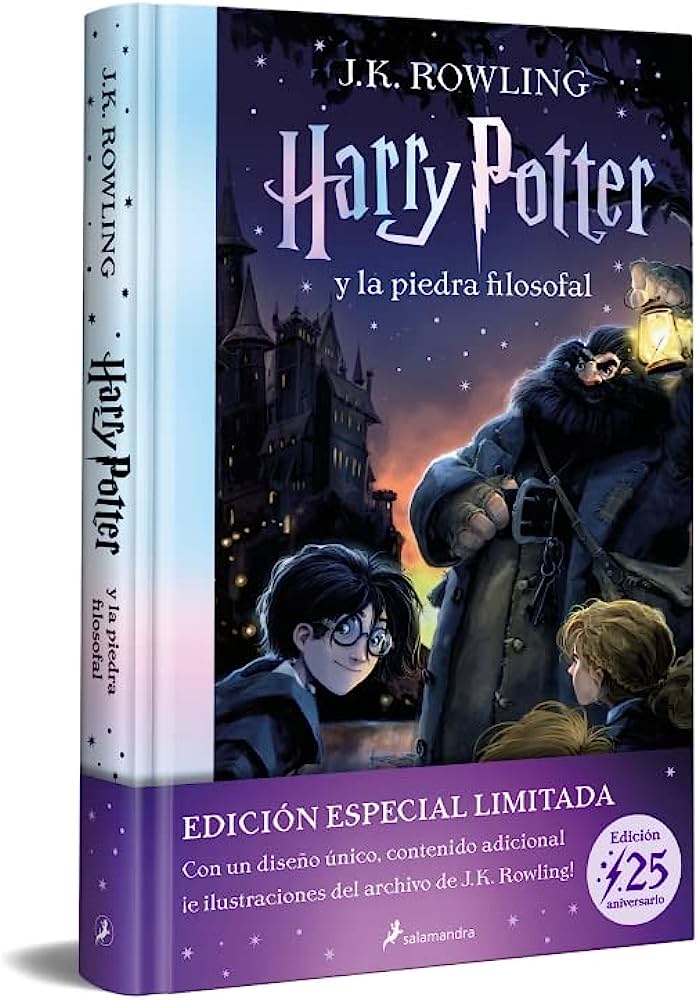 J.K. ROWLING
Harry Potter
y la piedra filosofal
J.K. ROWLING
Harry Potter
y la piedra
filosofal
EDICIÓN ESPECIAL LIMITADA
Con un diseño único, contenido adicional
¡e ilustraciones del archivo de J.K. Rowling!
Edición
25
aniversario
salamandra